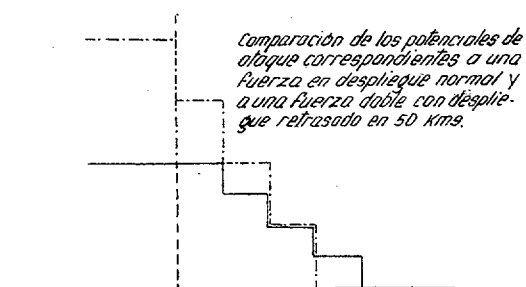 Comparación de los potenciales de
ataque correspondientes a una
fuerza en despliegue normal y
a una fuerza doble con desplie-
gue retrasado en 50 Kms.